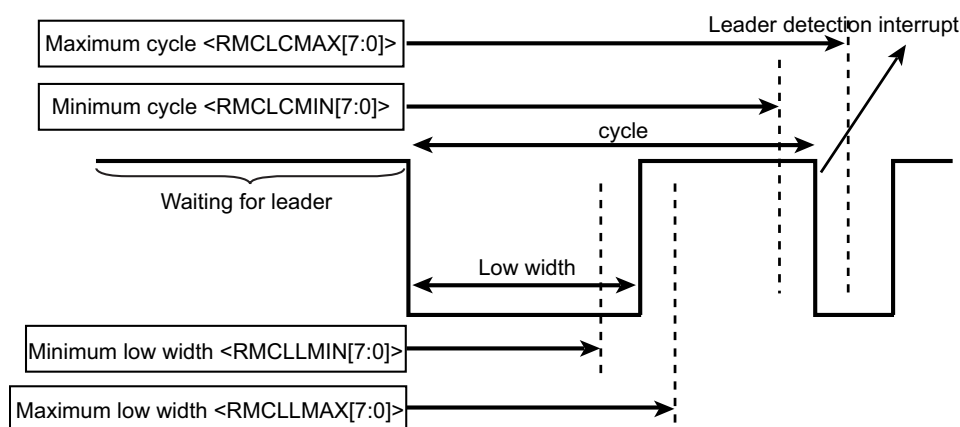 Leader detection interrupt
Maximum cycle <RMCLCMAX[7:0]>
Minimum cycle <RMCLCMIN[7:0]>
cycle
Waiting for leader
Low width
Minimum low width <RMCLLMIN[7:0]>
Maximum low width <RMCLLMAX[7:0]>